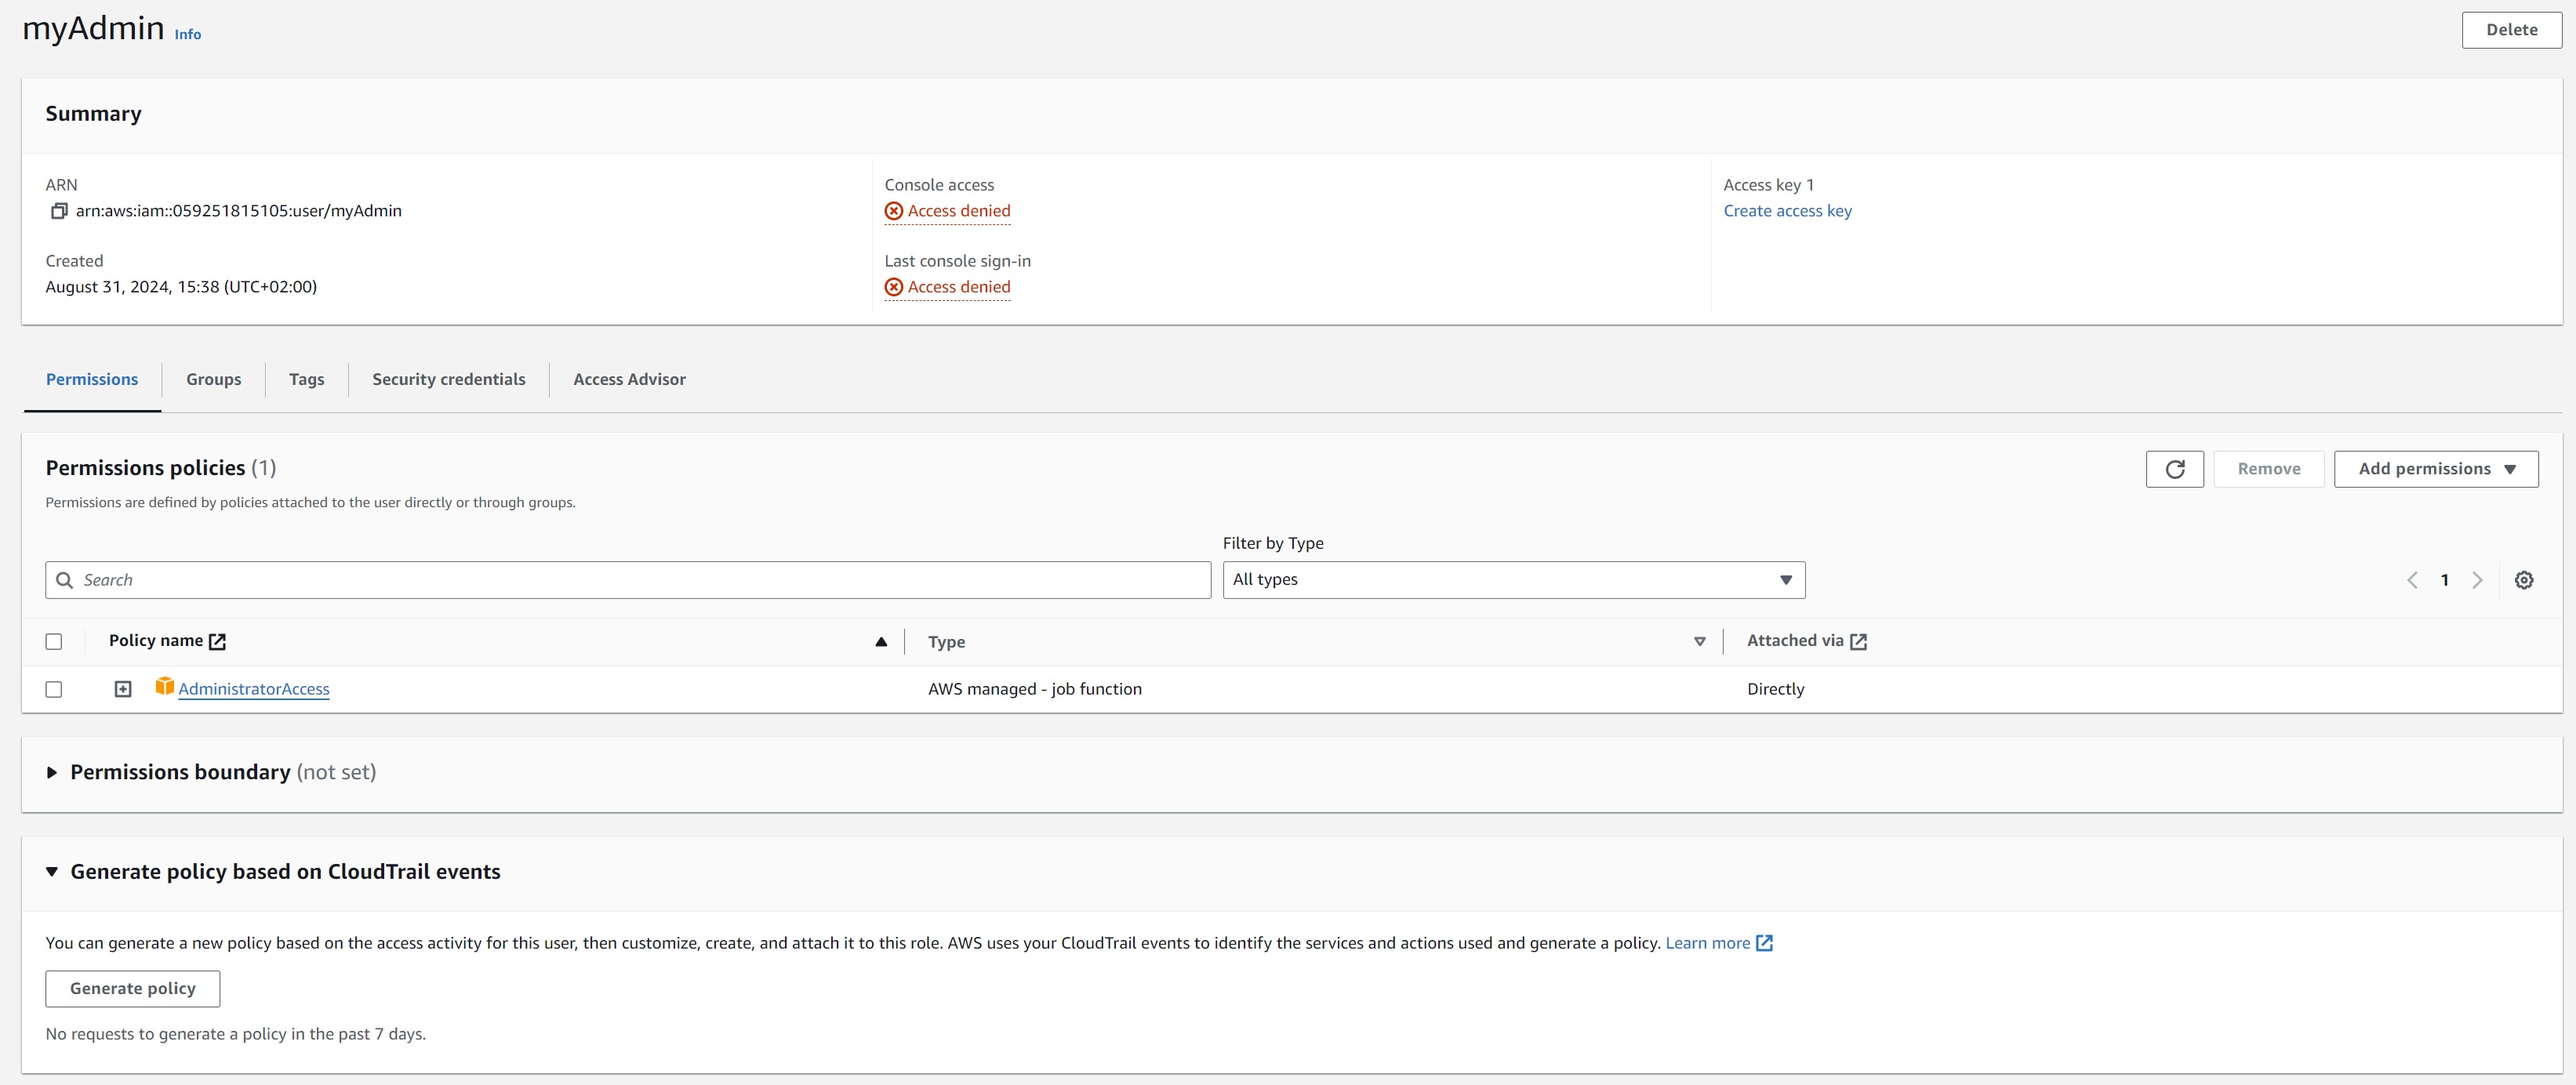 myAdmin Info
Delete
Summary
ARN
arn:aws:iam::059251815105:user/myAdmin
Created
August 31, 2024, 15:38 (UTC+02:00)
Console access
Access denied
Last console sign-in
Access denied
Access key 1
Create access key
Permissions
Groups
Tags
Security credentials
Access Advisor
Permissions policies (1)
Permissions are defined by policies attached to the user directly or through groups.
Remove
Add permissions
Filter by Type
Search
All types
1
Policy name
Type
Attached via
AdministratorAccess
AWS managed - job function
Directly
Permissions boundary (not set)
Generate policy based on CloudTrail events
You can generate a new policy based on the access activity for this user, then customize, create, and attach it to this role. AWS uses your CloudTrail events to identify the services and actions used and generate a policy. Learn more
Generate policy
No requests to generate a policy in the past 7 days.